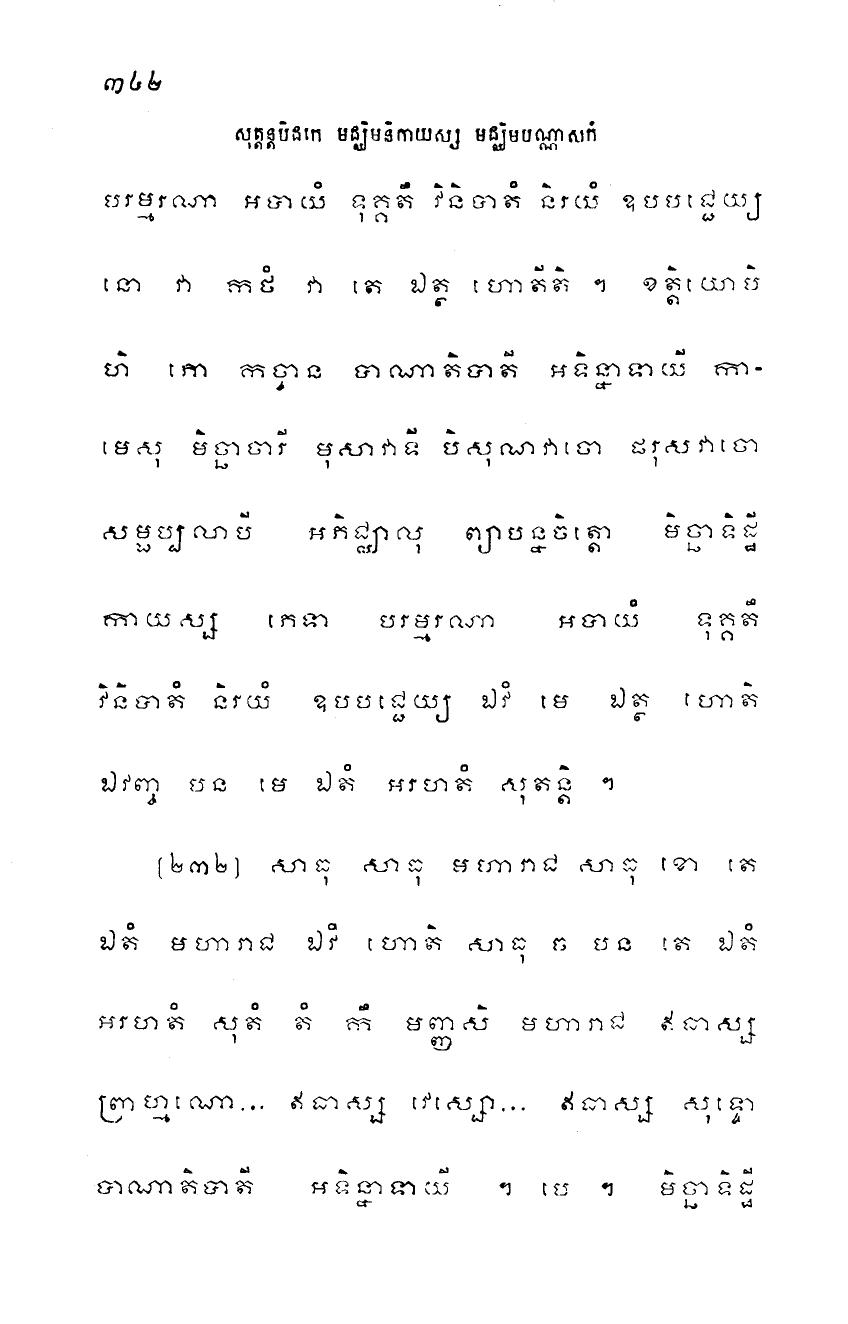 ៣៤២
សុត្តន្តបិដកេ មជ្ឈិមនិកាយស្ស មជ្ឈិមបណ្ណាសកំ
បរម្មរណា អបាយំ ទុគ្គតឹ វិនិបាតំ និរយំ ឧបបជ្ជេយ្យ
នោ វា កថំ វា តេ ឯត្ថ ហោតីតិ ។ ខត្តិយោបិ
ហិ ភោ កច្ចាន បាណាតិបាតី អទិន្នាទាយី កា-
មេសុ មិច្ឆាចារី មុសាវាទី បិសុណវាចោ ផរុសវាចោ
សម្ផប្បលាបី អភិជ្ឈាលុ ព្យាបន្នចិត្តោ មិច្ឆាទិដ្ឋី
កាយស្ស ភេទា បរម្មរណា អបាយំ ទុគ្គតឹ
វិនិបាតំ និរយំ ឧបបជ្ជេយ្យ ឯវំ មេ ឯត្ថ ហោតិ
ឯវញ្ច បន មេ ឯតំ អរហតំ សុតន្តិ ។
[២៣២] សាធុ សាធុ មហារាជ សាធុ ខោ តេ
ឯតំ មហារាជ ឯវំ ហោតិ សាធុ ច បន តេ ឯតំ
អរហតំ សុតំ តំ កឹ មញ្ញសិ មហារាជ ឥធាស្ស
ព្រាហ្មណោ... ឥធាស្ស វេស្សោ... ឥធាស្ស សុទ្ទោ
បាណាតិបាតី អទិន្នាទាយី ។ បេ ។ មិច្ឆាទិដ្ឋី